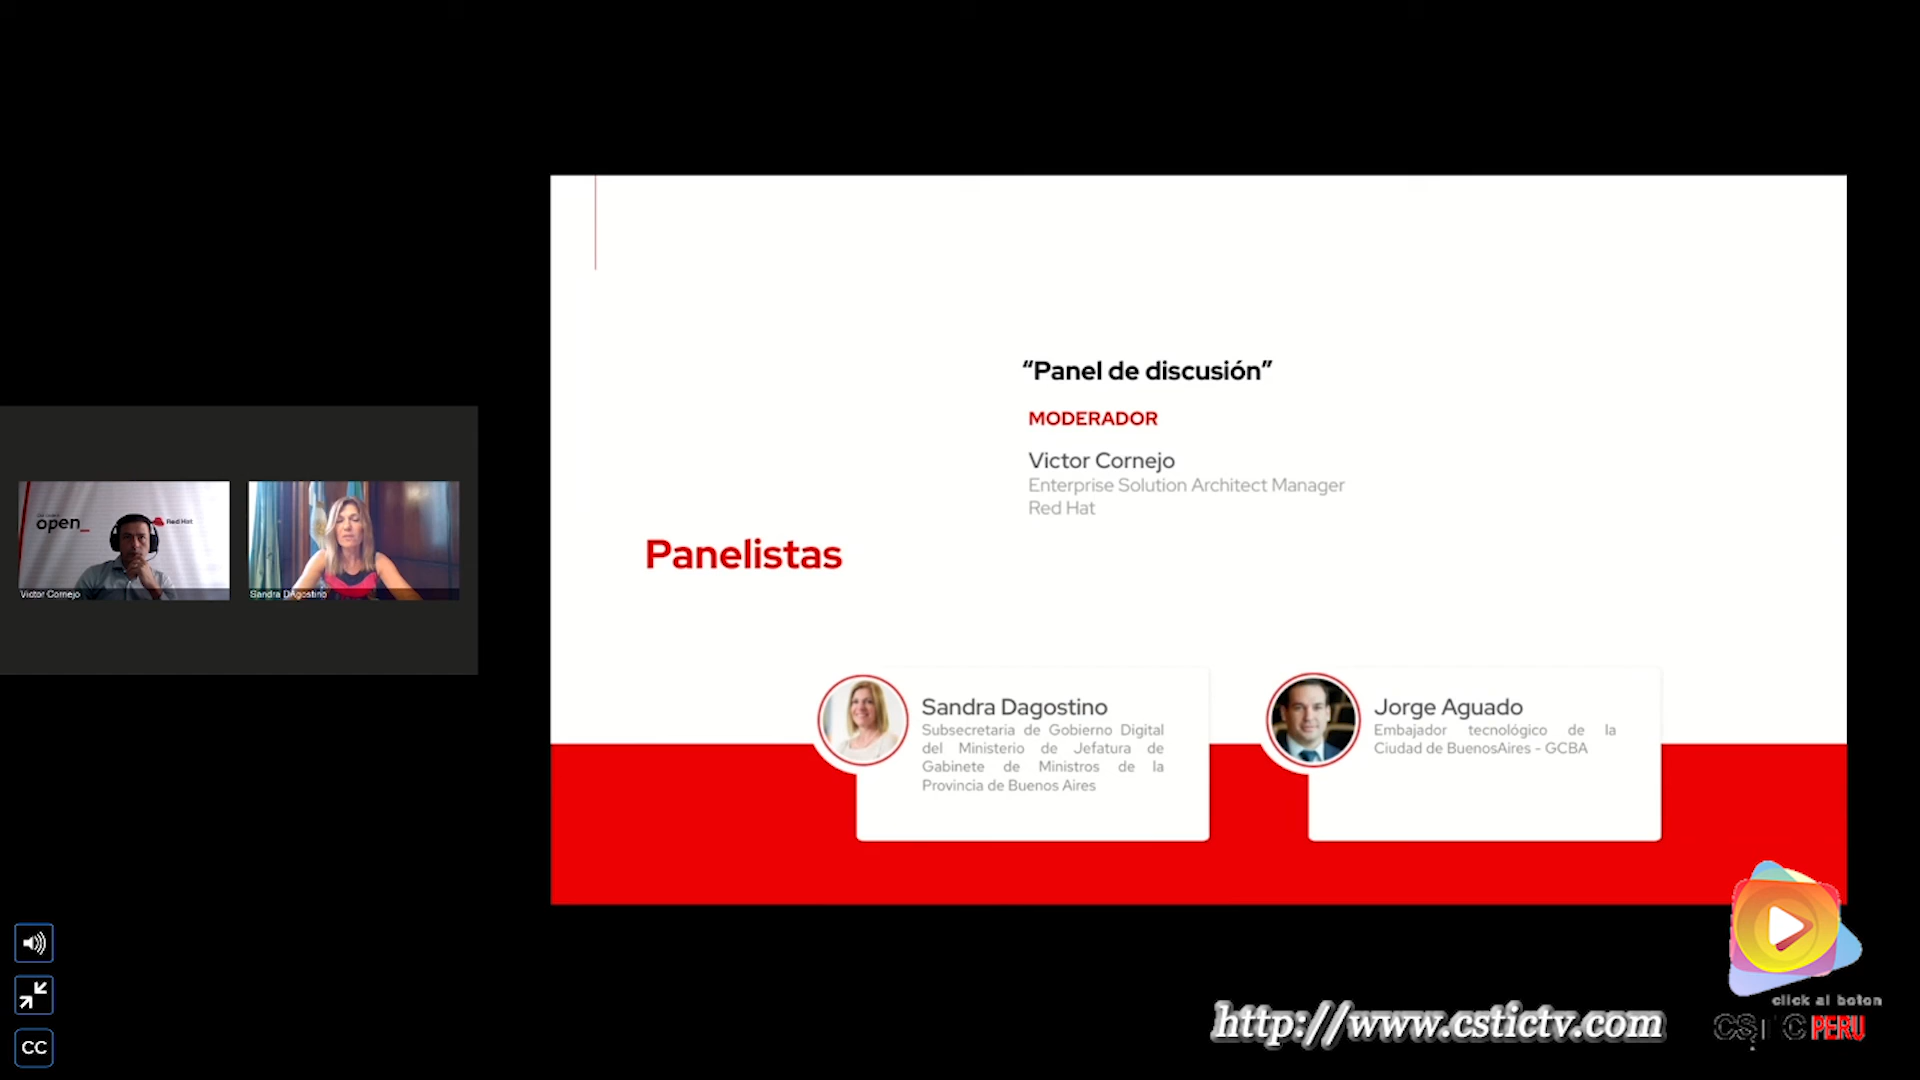 “Panel de discusión”
MODERADOR
Victor Cornejo
Enterprise Solution Architect Manager
Red Hat
Panelistas
open_
Red Hat
Victor Cornejo
Sandra DAgostino
Sandra Dagostino
Subsecretaria de Gobierno Digital
del Ministerio de Jefatura de
Gabinete de Ministros de la
Provincia de Buenos Aires
Jorge Aguado
Embajador tecnológico de la
Ciudad de BuenosAires - GCBA
CC
click al boton
http://www.cstictv.com
CSTIC PERU